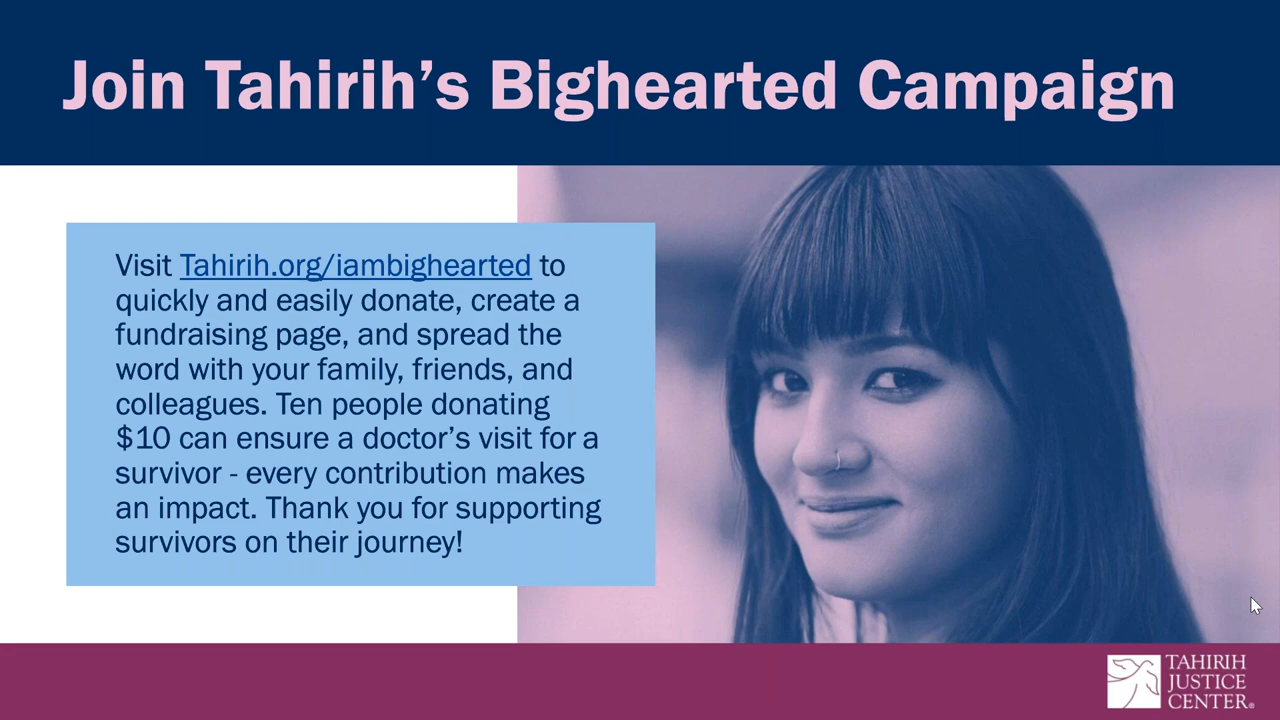 Join Tahirih’s Bighearted Campaign
Visit Tahirih.org/iambighearted to
quickly and easily donate, create a
fundraising page, and spread the
word with your family, friends, and
colleagues. Ten people donating
$10 can ensure a doctor’s visit for a
survivor - every contribution makes
an impact. Thank you for supporting
survivors on their journey!
TAHIRIH
JUSTICE
CENTER®